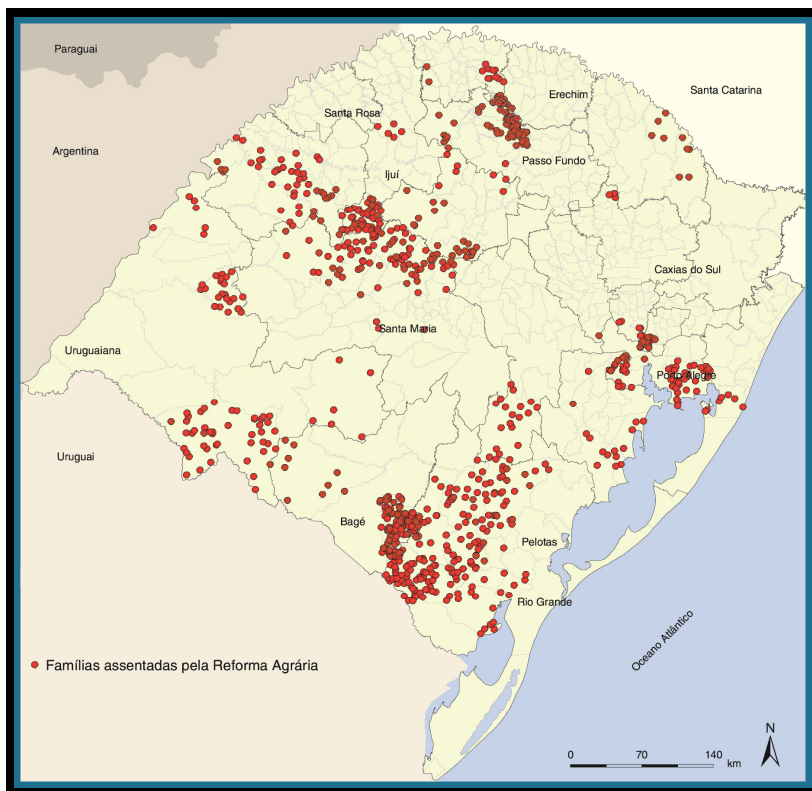 Paraguai
Santa Catarina
Erechim
Santa Rosa
Argentina
Passo Fundo
Ijuí
Caxias do Sul
Santa Maria
Uruguaiana
Porto Alegre
Uruguai
Bagé
Pelotas
Rio Grande
Oceano Atlântico
Famílias assentadas pela Reforma Agrária
N
0 70 140 km